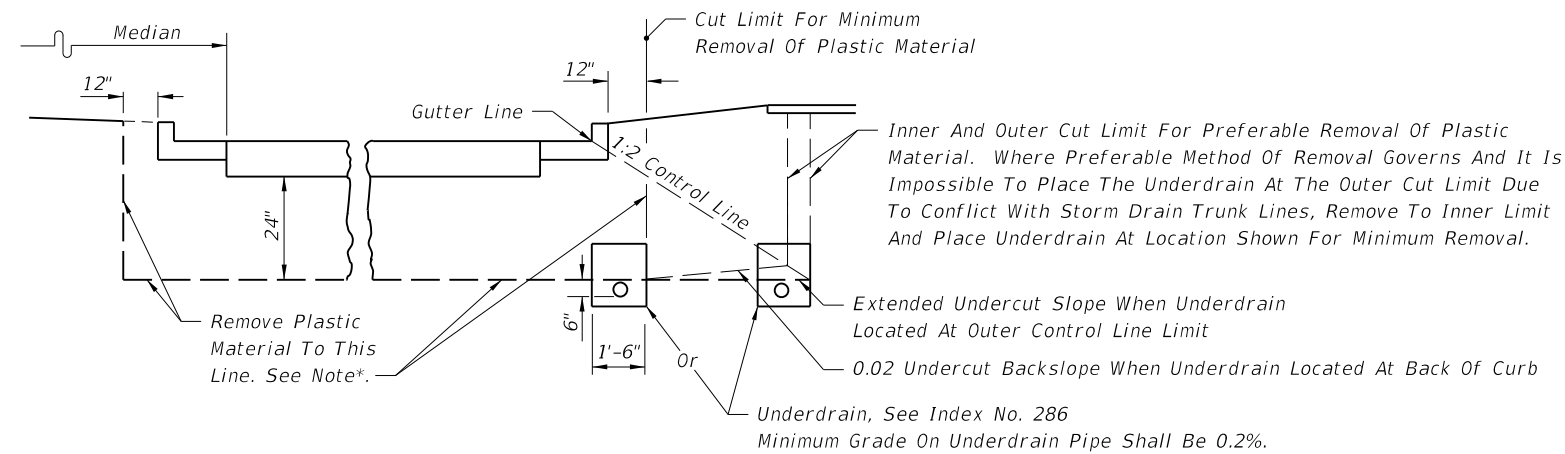 Cut Limit For Minimum
Removal Of Plastic Material
Median
12"
12"
Gutter Line
1:2 Control Line
Inner And Outer Cut Limit For Preferable Removal Of Plastic
Material. Where Preferable Method Of Removal Governs And It Is
Impossible To Place The Underdrain At The Outer Cut Limit Due
To Conflict With Storm Drain Trunk Lines, Remove To Inner Limit
And Place Underdrain At Location Shown For Minimum Removal.
24"
6"
1'-6"
Or
Remove Plastic
Material To This
Line. See Note*.
Extended Undercut Slope When Underdrain
Located At Outer Control Line Limit
0.02 Undercut Backslope When Underdrain Located At Back Of Curb
Underdrain, See Index No. 286
Minimum Grade On Underdrain Pipe Shall Be 0.2%.